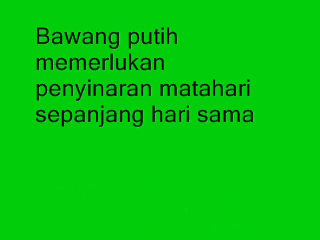 Bawang putih
memerlukan
penyinaran matahari
sepanjang hari sama